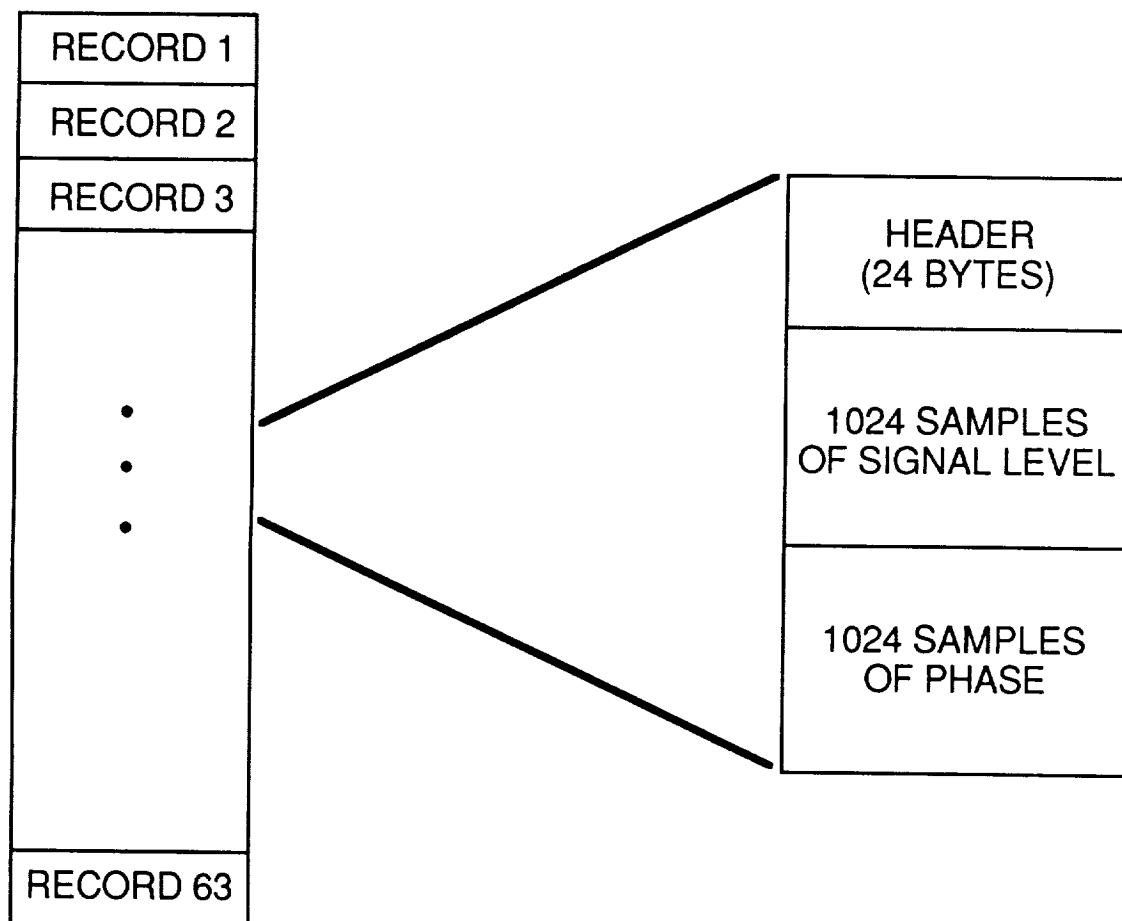 RECORD 1
RECORD 2
RECORD 3
RECORD 63
HEADER
(24 BYTES)
1024 SAMPLES
OF SIGNAL LEVEL
1024 SAMPLES
OF PHASE